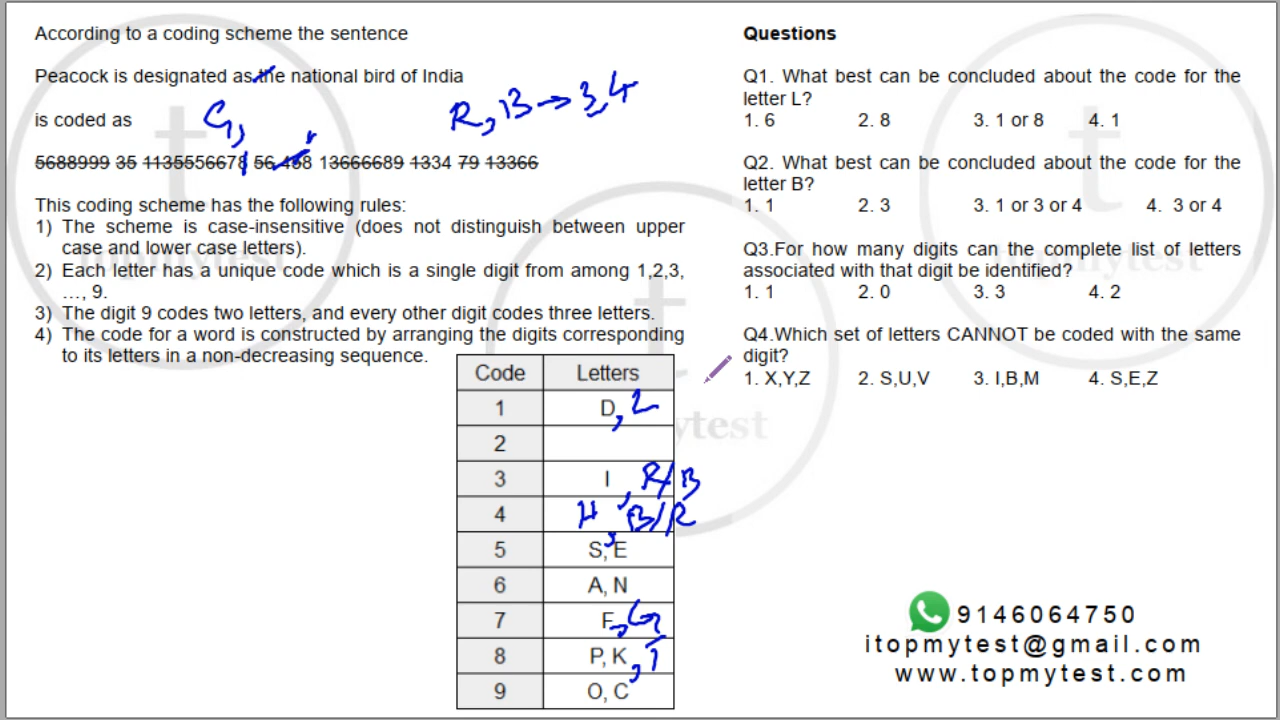 According to a coding scheme the sentence
Peacock is designated as the national bird of India
is coded as
G,
R, B → 3, 4
5688999 35 1135556678 56 458 13666689 1334 79 13366
This coding scheme has the following rules:
1) The scheme is case-insensitive (does not distinguish between upper
case and lower case letters).
2) Each letter has a unique code which is a single digit from among 1,2,3,
…, 9.
3) The digit 9 codes two letters, and every other digit codes three letters.
4) The code for a word is constructed by arranging the digits corresponding
to its letters in a non-decreasing sequence.
Code Letters
1 D, L
2
3 I, R/B
4 H, B/R
5 S, E
6 A, N
7 F, G
8 P, K, T
9 O, C
Questions
Q1. What best can be concluded about the code for the
letter L?
1. 6 2. 8 3. 1 or 8 4. 1
Q2. What best can be concluded about the code for the
letter B?
1. 1 2. 3 3. 1 or 3 or 4 4. 3 or 4
Q3.For how many digits can the complete list of letters
associated with that digit be identified?
1. 1 2. 0 3. 3 4. 2
Q4.Which set of letters CANNOT be coded with the same
digit?
1. X,Y,Z 2. S,U,V 3. I,B,M 4. S,E,Z
9146064750
itopmytest@gmail.com
www.topmytest.com